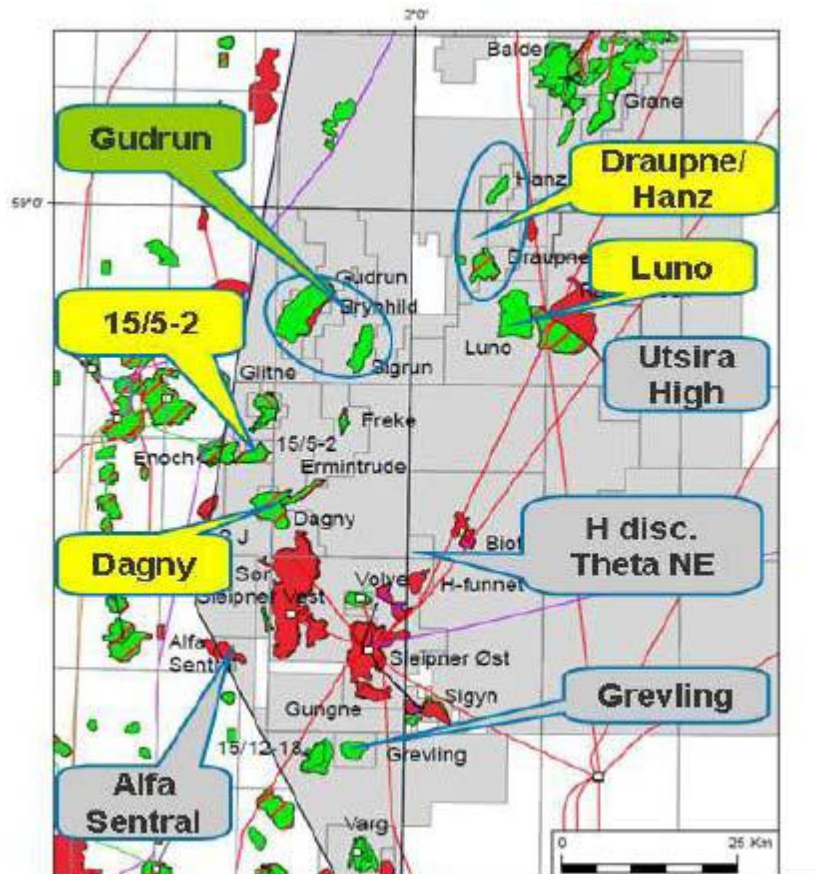 2°0'
Balder
Grane
Gudrun
Draupne/
Hanz
Hanz
59°0'
Draupne
Luno
Gudrun
Brynhild
15/5-2
Luno
Sigrun
Utsira
High
Glitne
Freke
15/5-2
Enoch
Ermintrude
Dagny
H disc.
Theta NE
Dagny
Sør
Volve
H-funnet
Sleipner Vest
Alfa
Sentral
Sleipner Øst
Sigyn
Grevling
Gungne
15/12-18
Grevling
Alfa
Sentral
Varg
0
25 Km